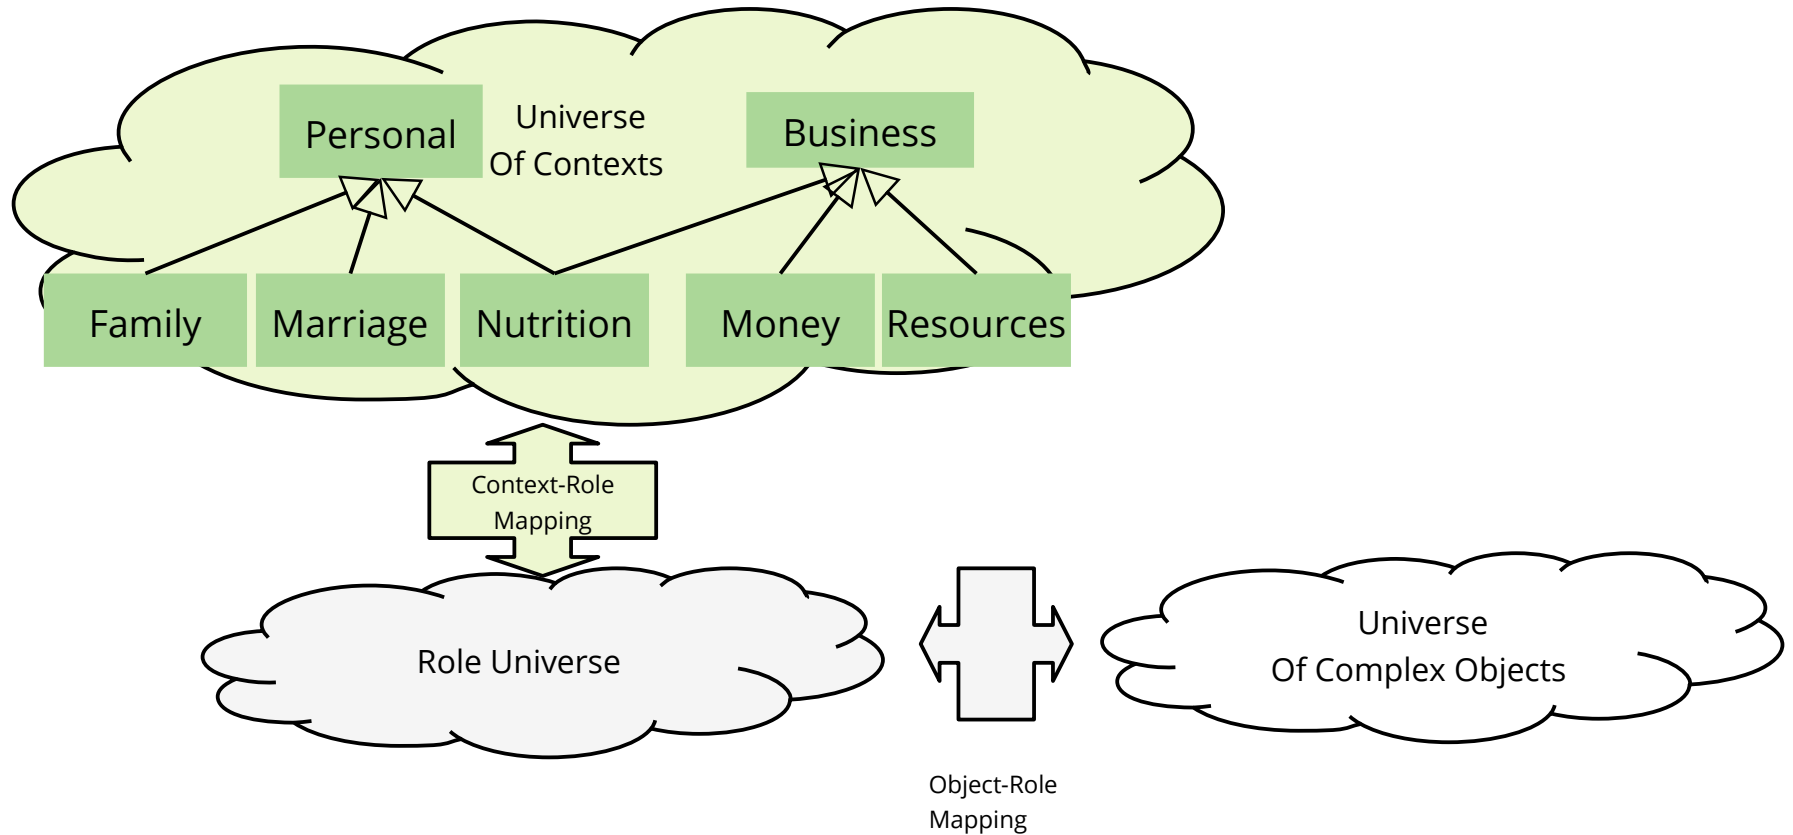 Personal
Universe
Of Contexts
Business
Family
Marriage
Nutrition
Money
Resources
Context-Role
Mapping
Role Universe
Universe
Of Complex Objects
Object-Role
Mapping